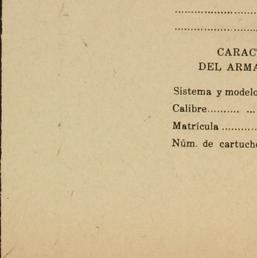 CARAC
DEL ARMA
Sistema y modelo
Calibre.......... ...
Matrícula ...........
Núm. de cartuch